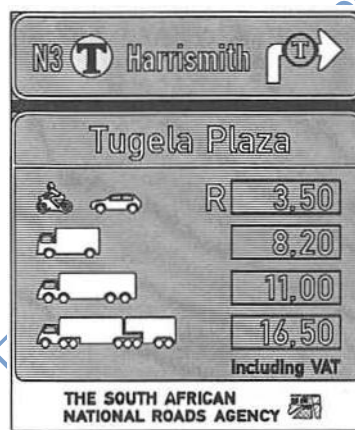 N3 T Harrismith T
Tugela Plaza
R 3,50
8,20
11,00
16,50
Including VAT
THE SOUTH AFRICAN
NATIONAL ROADS AGENCY